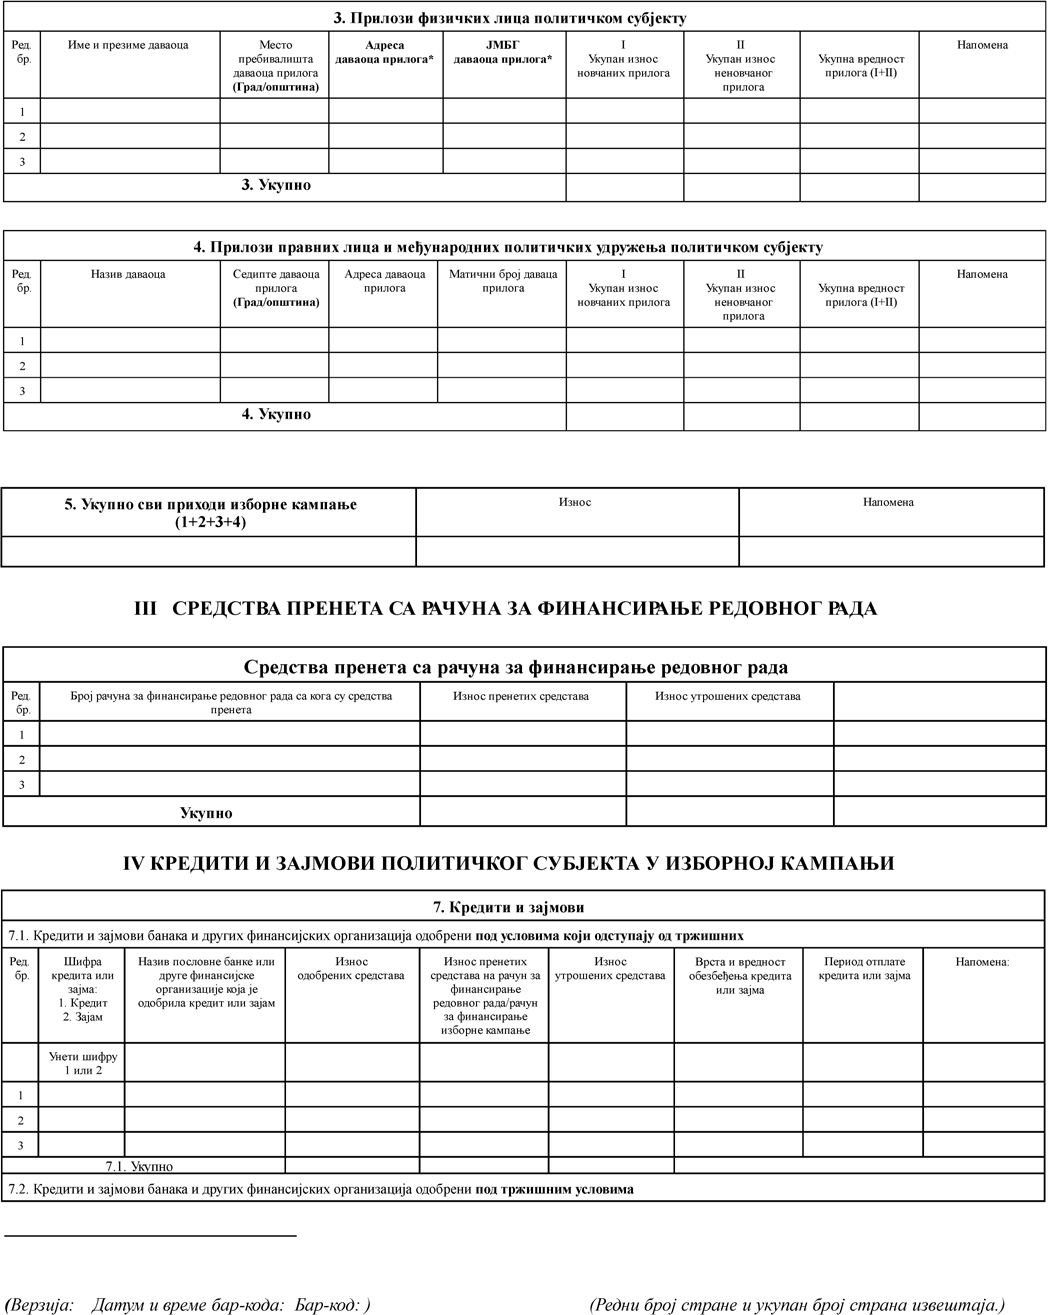 3. Прилози физичких лица политичком субјекту
Ред. бр.
Име и презиме даваоца
Место пребивалишта даваоца прилога (Град/општина)
Адреса даваоца прилога*
ЈМБГ даваоца прилога*
I Укупан износ новчаних прилога
II Укупан износ неновчаног прилога
Укупна вредност прилога (I+II)
Напомена
1
2
3
3. Укупно
4. Прилози правних лица и међународних политичких удружења политичком субјекту
Ред. бр.
Назив даваоца
Седипте даваоца прилога (Град/општина)
Адреса даваоца прилога
Матични број даваца прилога
I Укупан износ новчаних прилога
II Укупан износ неновчаног прилога
Укупна вредност прилога (I+II)
Напомена
1
2
3
4. Укупно
5. Укупно сви приходи изборне кампање
(1+2+3+4)
Износ
Напомена
III СРЕДСТВА ПРЕНЕТА СА РАЧУНА ЗА ФИНАНСИРАЊЕ РЕДОВНОГ РАДА
Средства пренета са рачуна за финансирање редовног рада
Ред. бр.
Број рачуна за финансирање редовног рада са кога су средства пренета
Износ пренетих средстава
Износ утрошених средстава
1
2
3
Укупно
IV КРЕДИТИ И ЗАЈМОВИ ПОЛИТИЧКОГ СУБЈЕКТА У ИЗБОРНОЈ КАМПАЊИ
7. Кредити и зајмови
7.1. Кредити и зајмови банака и других финансијских организација одобрени под условима који одступају од тржишних
Ред. бр.
Шифра кредита или зајма: 1. Кредит 2. Зајам
Назив пословне банке или друге финансијске организације која је одобрила кредит или зајам
Износ одобрених средстава
Износ пренетих средстава на рачун за финансирање редовног рада/рачун за финансирање изборне кампање
Износ утрошених средстава
Врста и вредност обезбеђења кредита или зајма
Период отплате кредита или зајма
Напомена:
Унети шифру 1 или 2
1
2
3
7.1. Укупно
7.2. Кредити и зајмови банака и других финансијских организација одобрени под тржишним условима
(Верзија: Датум и време бар-кода: Бар-код: )
(Редни број стране и укупан број страна извештаја.)